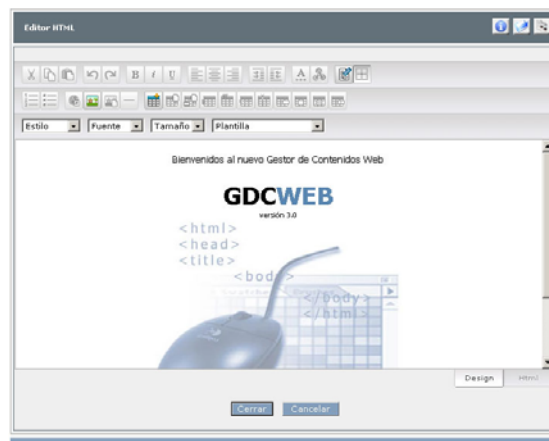 Editor HTML
B I U
Estilo Fuente Tamaño Plantilla
Bienvenidos al nuevo Gestor de Contenidos Web
GDCWEB
versión 3.0
<html>
<head>
<title>
<body>
</body>
</html>
Design Html
Cerrar Cancelar